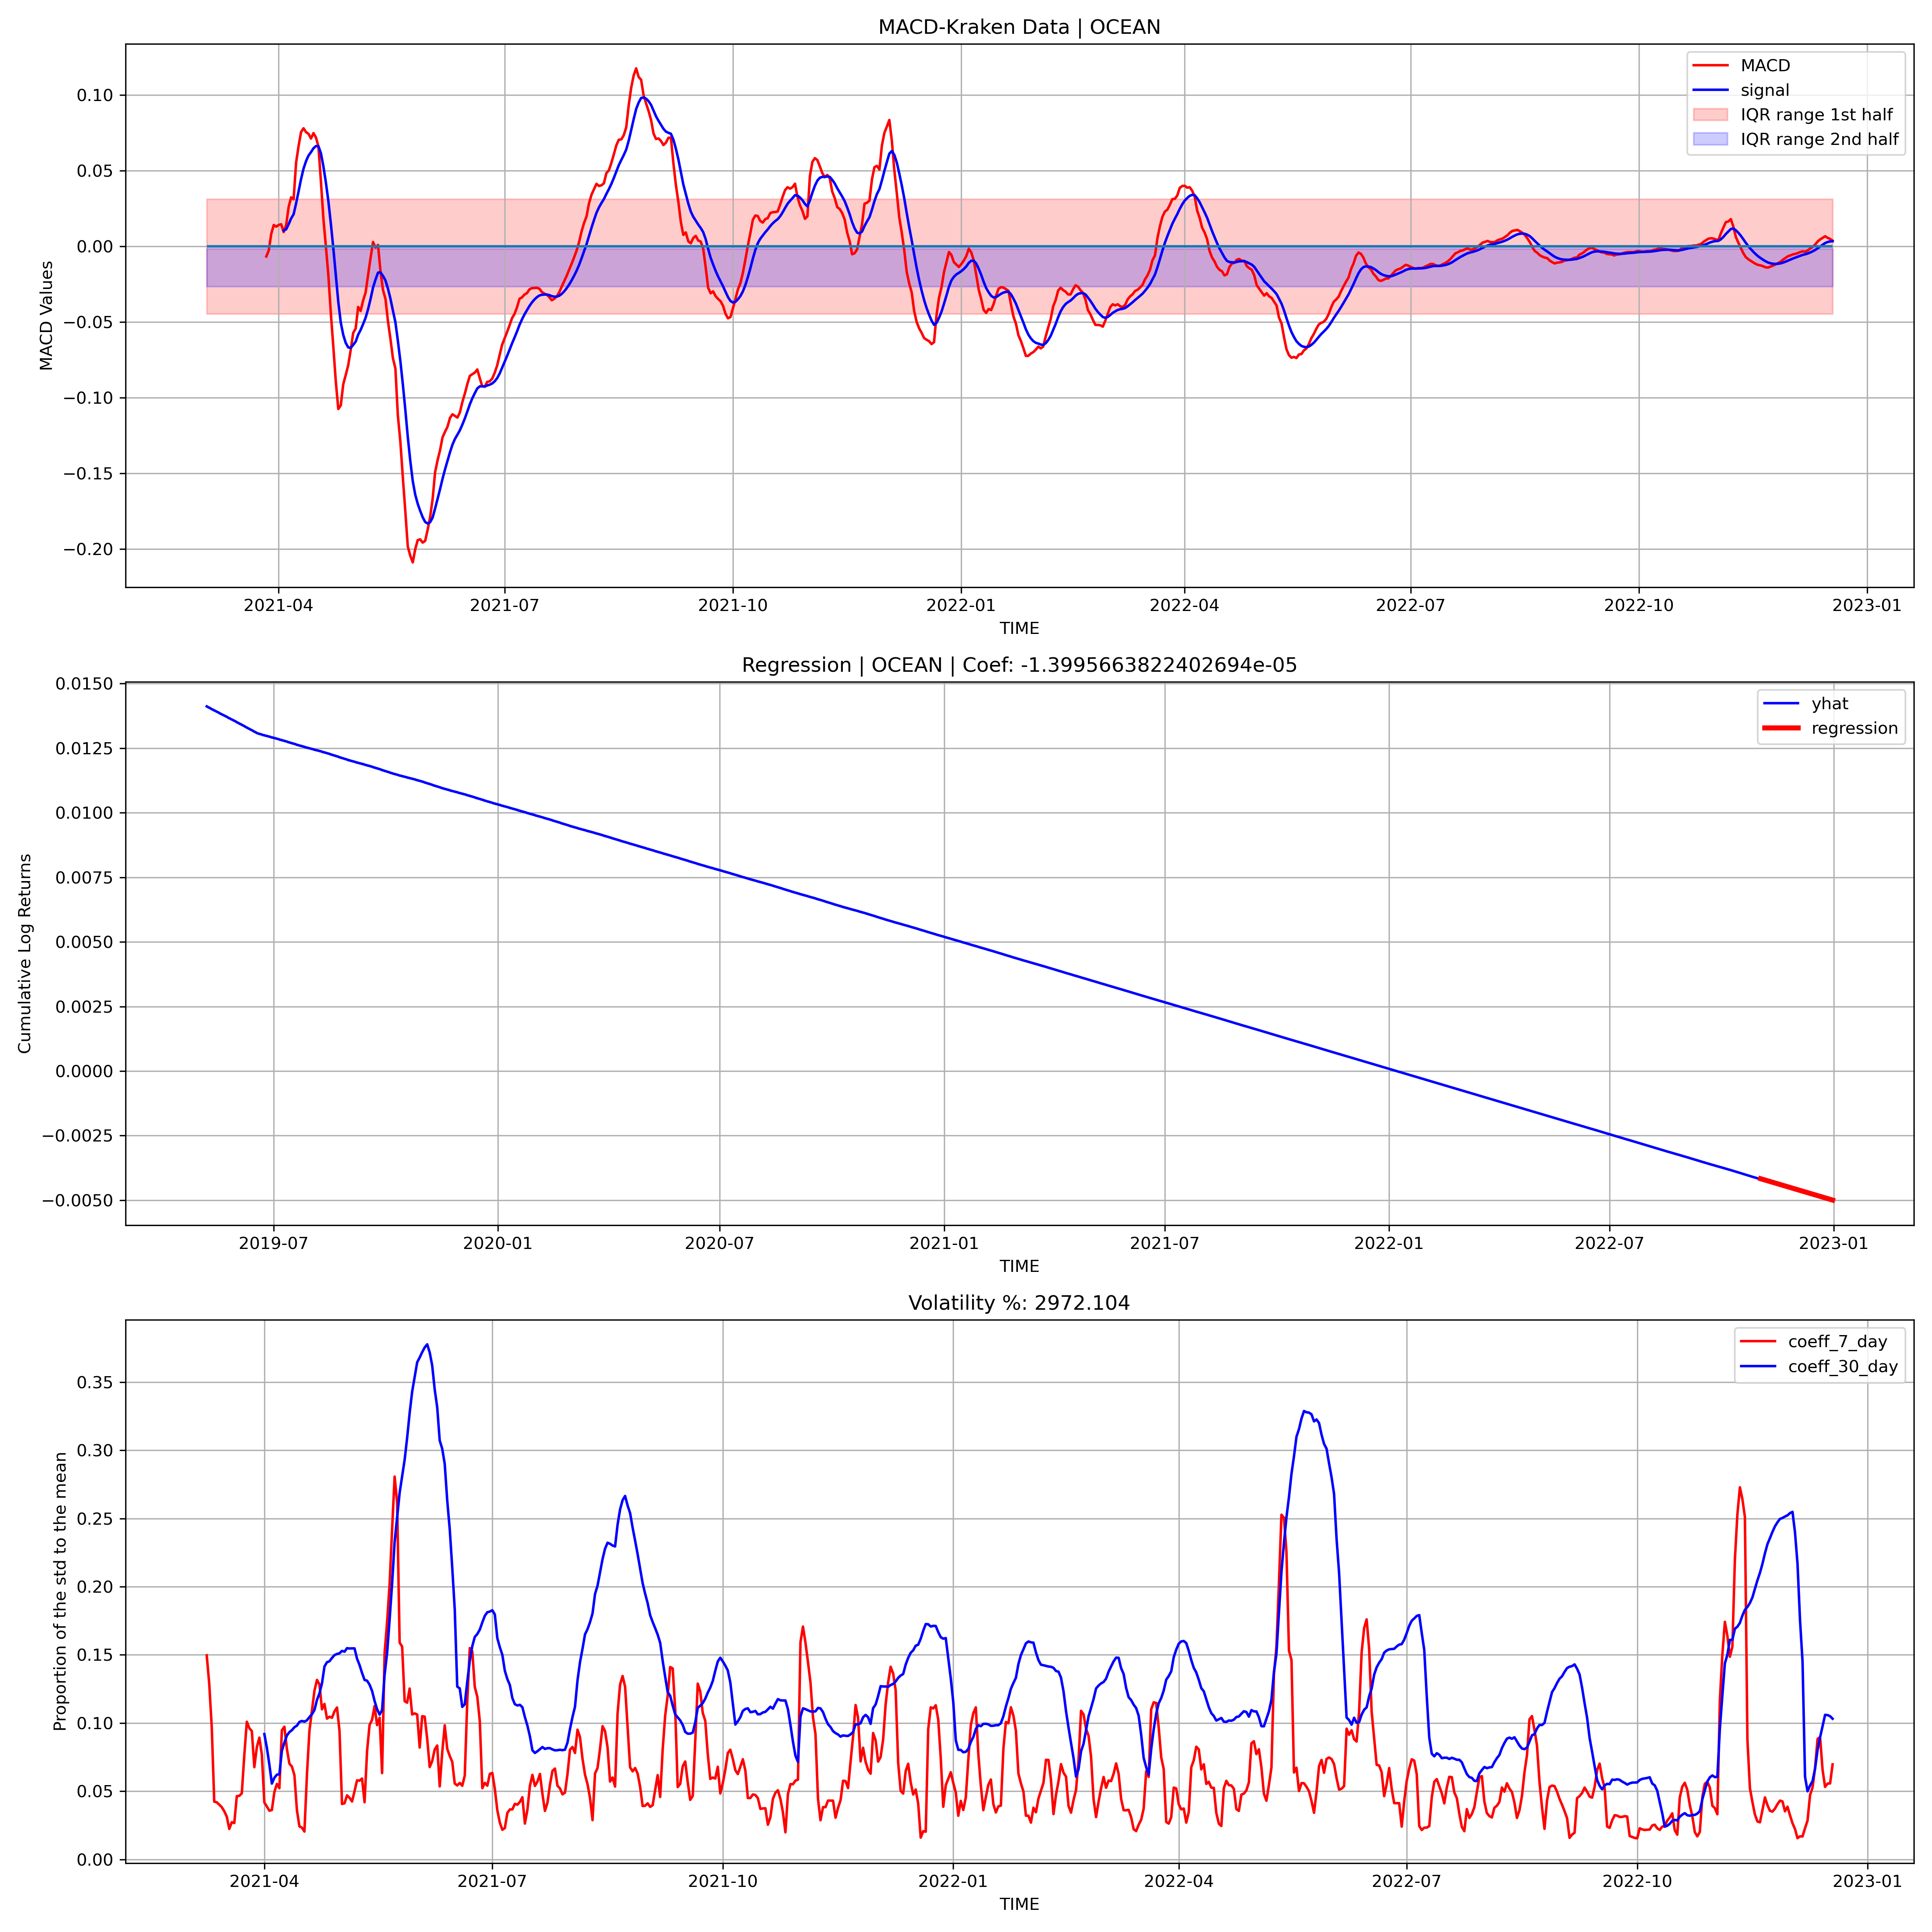 MACD-Kraken Data | OCEAN
MACD
signal
IQR range 1st half
IQR range 2nd half
MACD Values
0.10
0.05
0.00
−0.05
−0.10
−0.15
−0.20
2021-04 2021-07 2021-10 2022-01 2022-04 2022-07 2022-10 2023-01
TIME
Regression | OCEAN | Coef: -1.3995663822402694e-05
yhat
regression
Cumulative Log Returns
0.0150
0.0125
0.0100
0.0075
0.0050
0.0025
0.0000
−0.0025
−0.0050
2019-07 2020-01 2020-07 2021-01 2021-07 2022-01 2022-07 2023-01
TIME
Volatility %: 2972.104
coeff_7_day
coeff_30_day
Proportion of the std to the mean
0.35
0.30
0.25
0.20
0.15
0.10
0.05
0.00
2021-04 2021-07 2021-10 2022-01 2022-04 2022-07 2022-10 2023-01
TIME